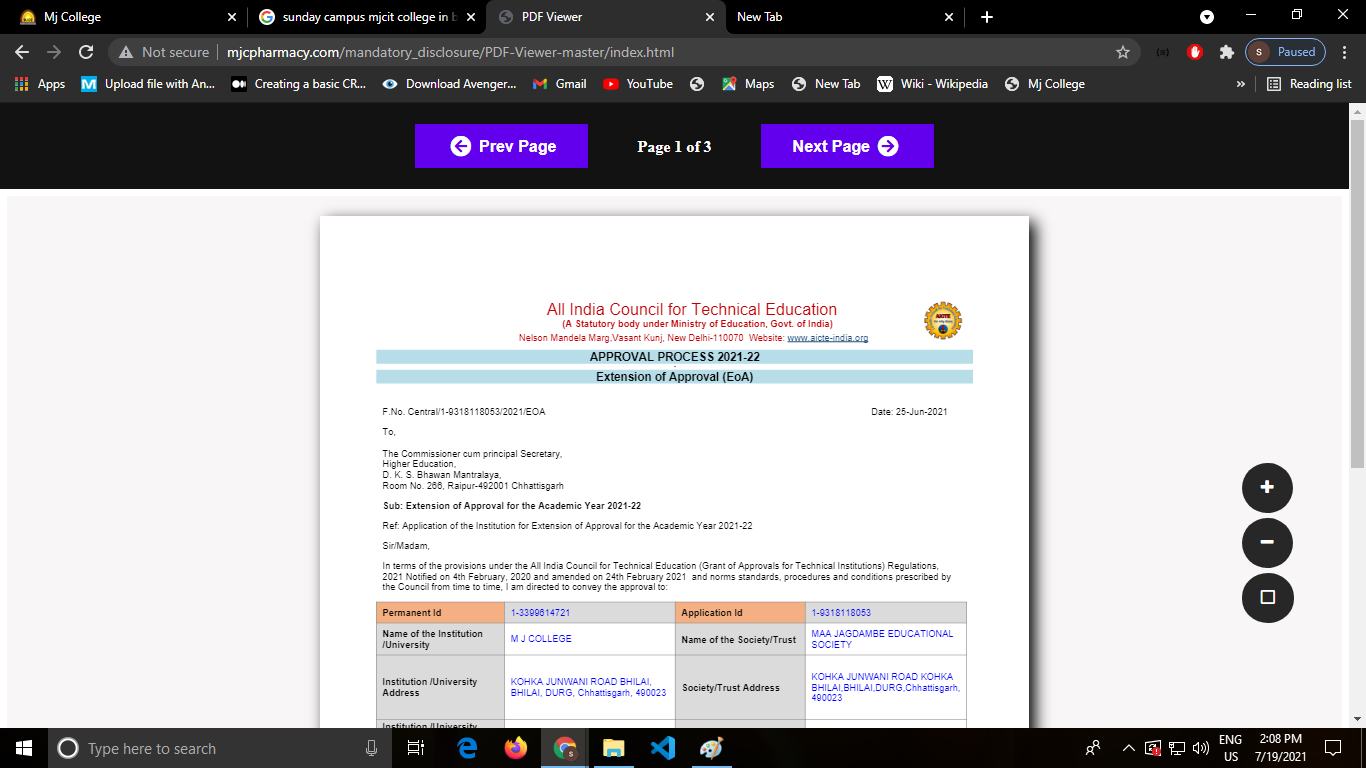 Mj College
sunday campus mjcit college in b
PDF Viewer
New Tab
Not secure
mjcpharmacy.com/mandatory_disclosure/PDF-Viewer-master/index.html
S
Paused
Apps
Upload file with An...
Creating a basic CR...
Download Avenger...
Gmail
YouTube
Maps
New Tab
Wiki - Wikipedia
Mj College
»
Reading list
Prev Page
Page 1 of 3
Next Page
All India Council for Technical Education
(A Statutory body under Ministry of Education, Govt. of India)
Nelson Mandela Marg,Vasant Kunj, New Delhi-110070 Website: www.aicte-india.org
AICTE
APPROVAL PROCESS 2021-22
Extension of Approval (EoA)
F.No. Central/1-9318118053/2021/EOA
Date: 25-Jun-2021
To,
The Commissioner cum principal Secretary,
Higher Education,
D. K. S. Bhawan Mantralaya,
Room No. 266, Raipur-492001 Chhattisgarh
Sub: Extension of Approval for the Academic Year 2021-22
Ref: Application of the Institution for Extension of Approval for the Academic Year 2021-22
Sir/Madam,
In terms of the provisions under the All India Council for Technical Education (Grant of Approvals for Technical Institutions) Regulations,
2021 Notified on 4th February, 2020 and amended on 24th February 2021 and norms standards, procedures and conditions prescribed by
the Council from time to time, I am directed to convey the approval to:
Permanent Id
1-3399614721
Application Id
1-9318118053
Name of the Institution
/University
M J COLLEGE
Name of the Society/Trust
MAA JAGDAMBE EDUCATIONAL
SOCIETY
Institution /University
Address
KOHKA JUNWANI ROAD BHILAI,
BHILAI, DURG, Chhattisgarh, 490023
Society/Trust Address
KOHKA JUNWANI ROAD KOHKA
BHILAI,BHILAI,DURG,Chhattisgarh,
490023
Institution /University
Type here to search
ENG
US
2:08 PM
7/19/2021